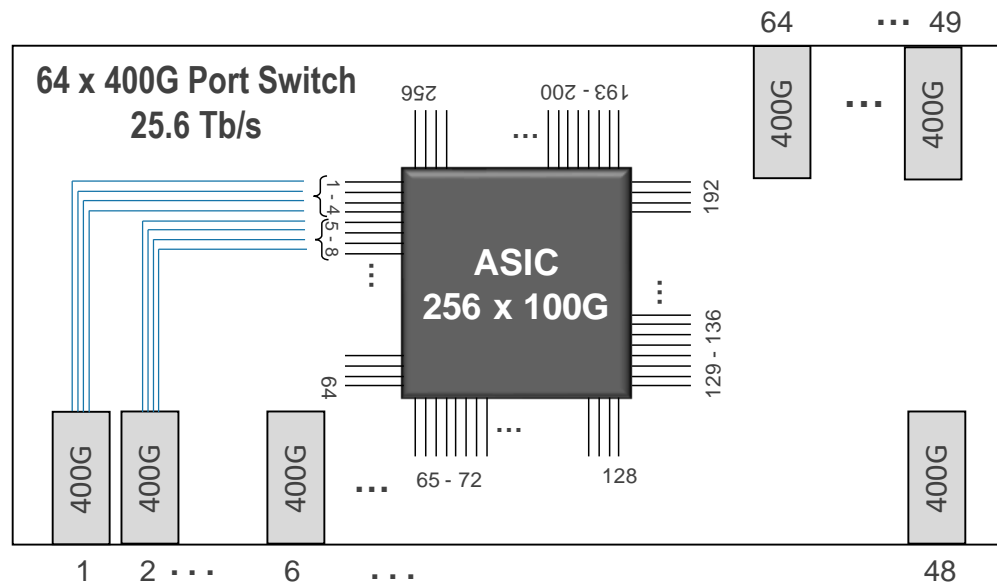 64 ... 49
64 x 400G Port Switch
25.6 Tb/s
400G
...
400G
256
...
193 - 200
1 - 4
5 - 8
...
192
ASIC
256 x 100G
...
129 - 136
64
65 - 72
...
128
400G
400G
400G
...
400G
1 2 ... 6 ... 48